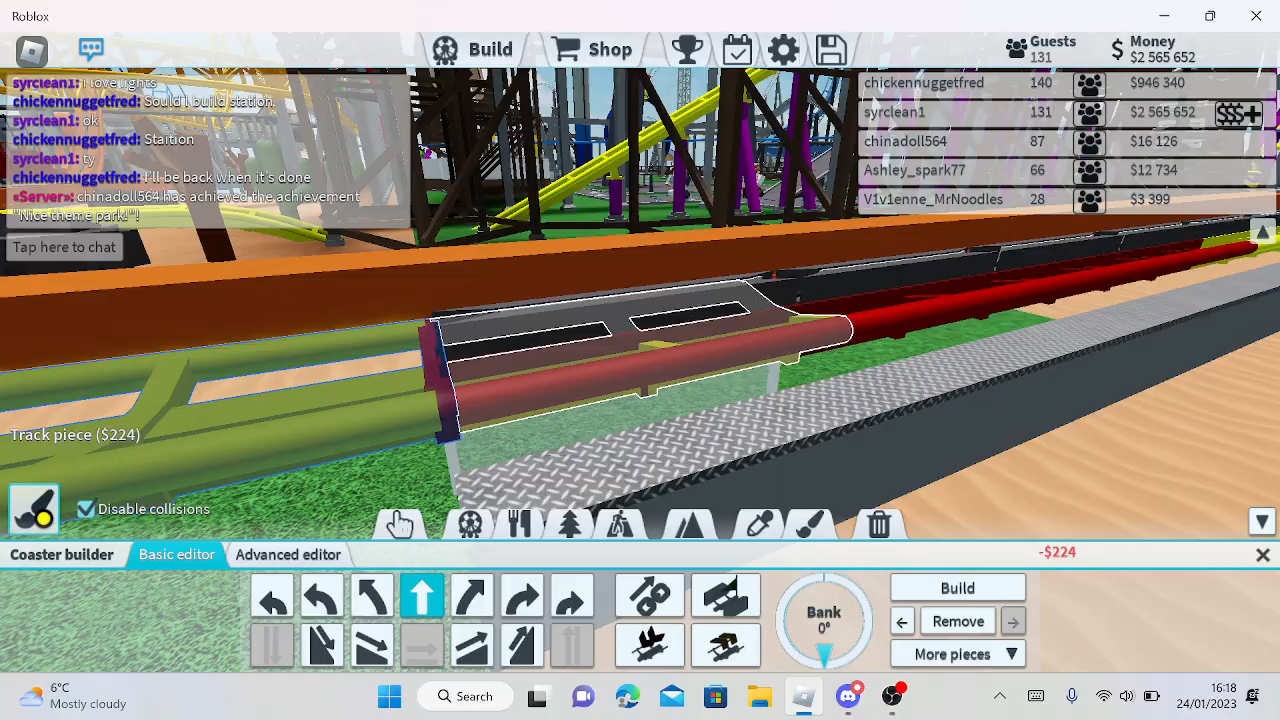 Roblox
Build
Shop
Guests
131
Money
$2 565 652
syrclean1: I love lights
chickennuggetfred: Sould I build station
syrclean1: ok
chickennuggetfred: Staition
syrclean1: ty
chickennuggetfred: I'll be back when it's done
«Server»: chinadoll564 has achieved the achievement
"Nice theme park!"!
Tap here to chat
chickennuggetfred 140 $946 340
syrclean1 131 $2 565 652 $$$+
chinadoll564 87 $16 126
Ashley_spark77 66 $12 734
V1v1enne_MrNoodles 28 $3 399
Track piece ($224)
Disable collisions
Coaster builder
Basic editor
Advanced editor
-$224
Bank
0°
Build
Remove
More pieces
6°C
Mostly cloudy
Search
16:18
24/01/2023